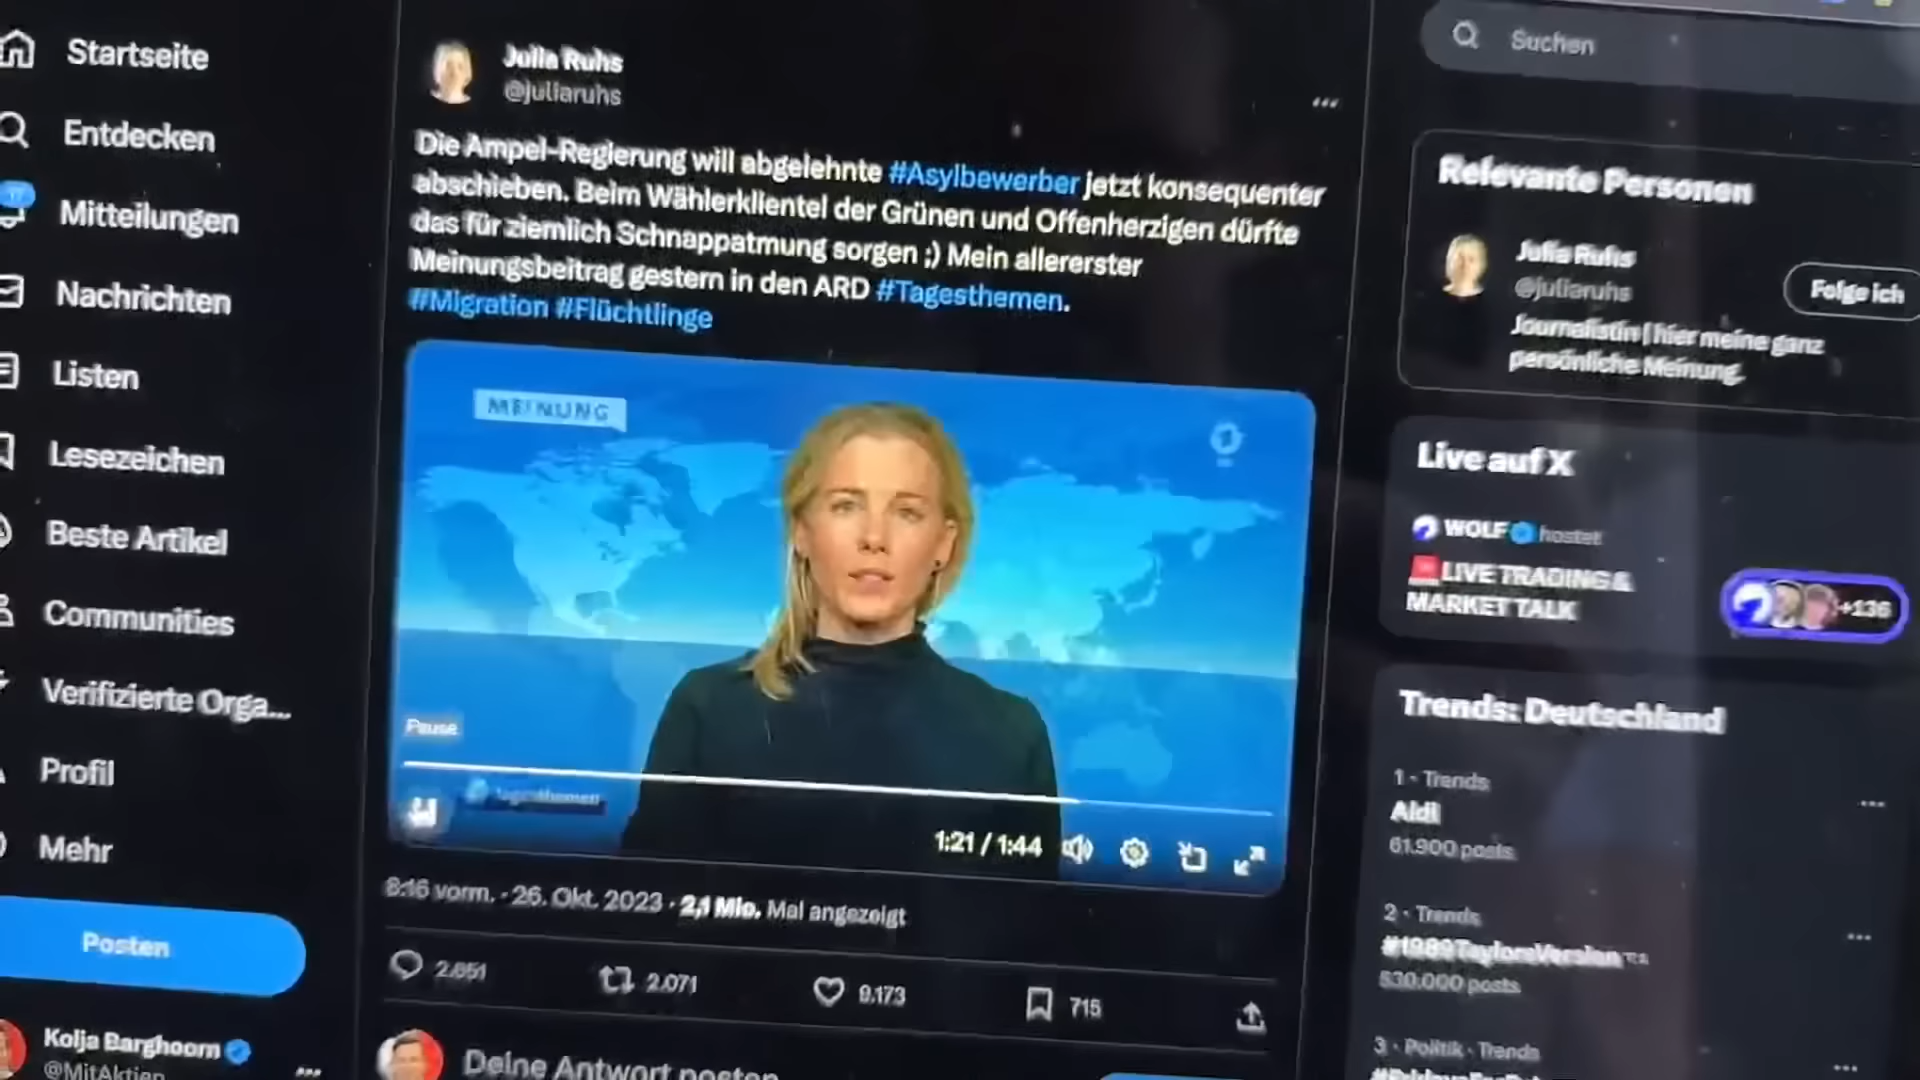 Startseite
Entdecken
17
Mitteilungen
Nachrichten
Listen
Lesezeichen
Beste Artikel
Communities
Verifizierte Orga...
Profil
Mehr
Posten
Kolja Barghoorn
@MitAktien
Julia Ruhs
@juliaruhs
Die Ampel-Regierung will abgelehnte #Asylbewerber jetzt konsequenter
abschieben. Beim Wählerklientel der Grünen und Offenherzigen dürfte
das für ziemlich Schnappatmung sorgen ;) Mein allererster
Meinungsbeitrag gestern in den ARD #Tagesthemen.
#Migration #Flüchtlinge
MEINUNG
Pause
tagesthemen
1:21 / 1:44
8:16 vorm. · 26. Okt. 2023 · 2,1 Mio. Mal angezeigt
2.651
2.071
9.173
715
Deine Antwort posten
Suchen
Relevante Personen
Julia Ruhs
@juliaruhs
Folge ich
Journalistin | hier meine ganz
persönliche Meinung.
Live auf X
WOLF hostet
LIVE TRADING &
MARKET TALK
+136
Trends: Deutschland
1 · Trends
Aldi
61.900 posts
2 · Trends
#1989TaylorsVersion
530.000 posts
3 · Politik · Trends